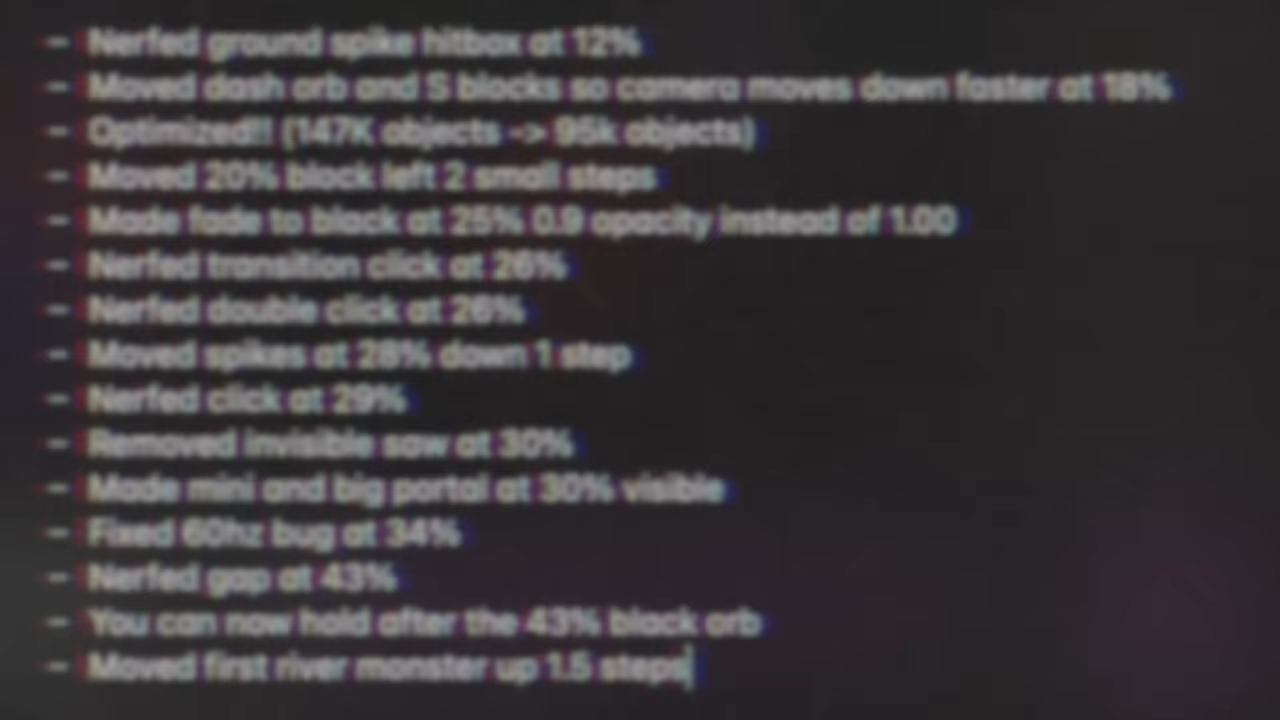 - Nerfed ground spike hitbox at 12%
- Moved dash orb and S blocks so camera moves down faster at 18%
- Optimized!! (147K objects -> 95k objects)
- Moved 20% block left 2 small steps
- Made fade to black at 25% 0.9 opacity instead of 1.00
- Nerfed transition click at 26%
- Nerfed double click at 26%
- Moved spikes at 28% down 1 step
- Nerfed click at 29%
- Removed invisible saw at 30%
- Made mini and big portal at 30% visible
- Fixed 60hz bug at 34%
- Nerfed gap at 43%
- You can now hold after the 43% black orb
- Moved first river monster up 1.5 steps